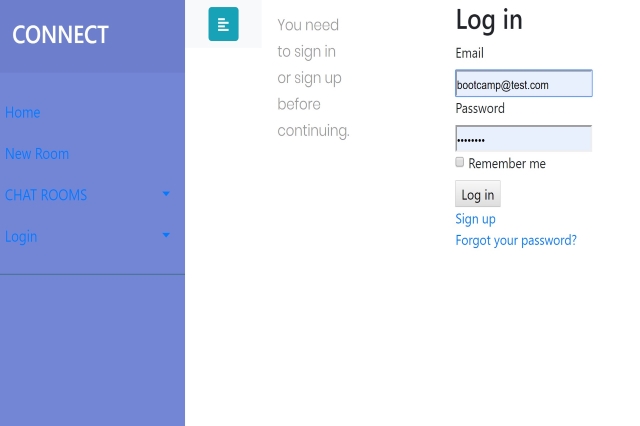 CONNECT
Home
New Room
CHAT ROOMS
Login
You need
to sign in
or sign up
before
continuing.
Log in
Email
bootcamp@test.com
Password
••••••••
Remember me
Log in
Sign up
Forgot your password?